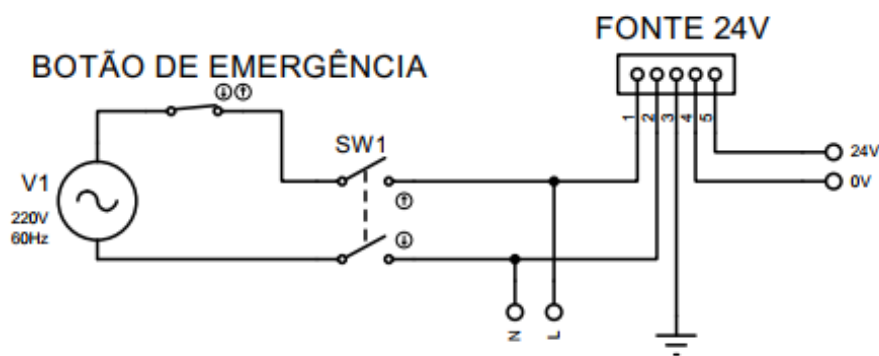 FONTE 24V
BOTÃO DE EMERGÊNCIA
SW1
1
2
3
4
5
24V
0V
V1
220V
60Hz
N
L